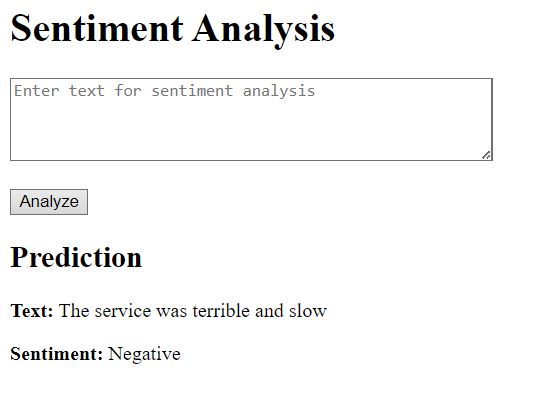 Sentiment Analysis
Enter text for sentiment analysis
Analyze
Prediction
Text: The service was terrible and slow
Sentiment: Negative